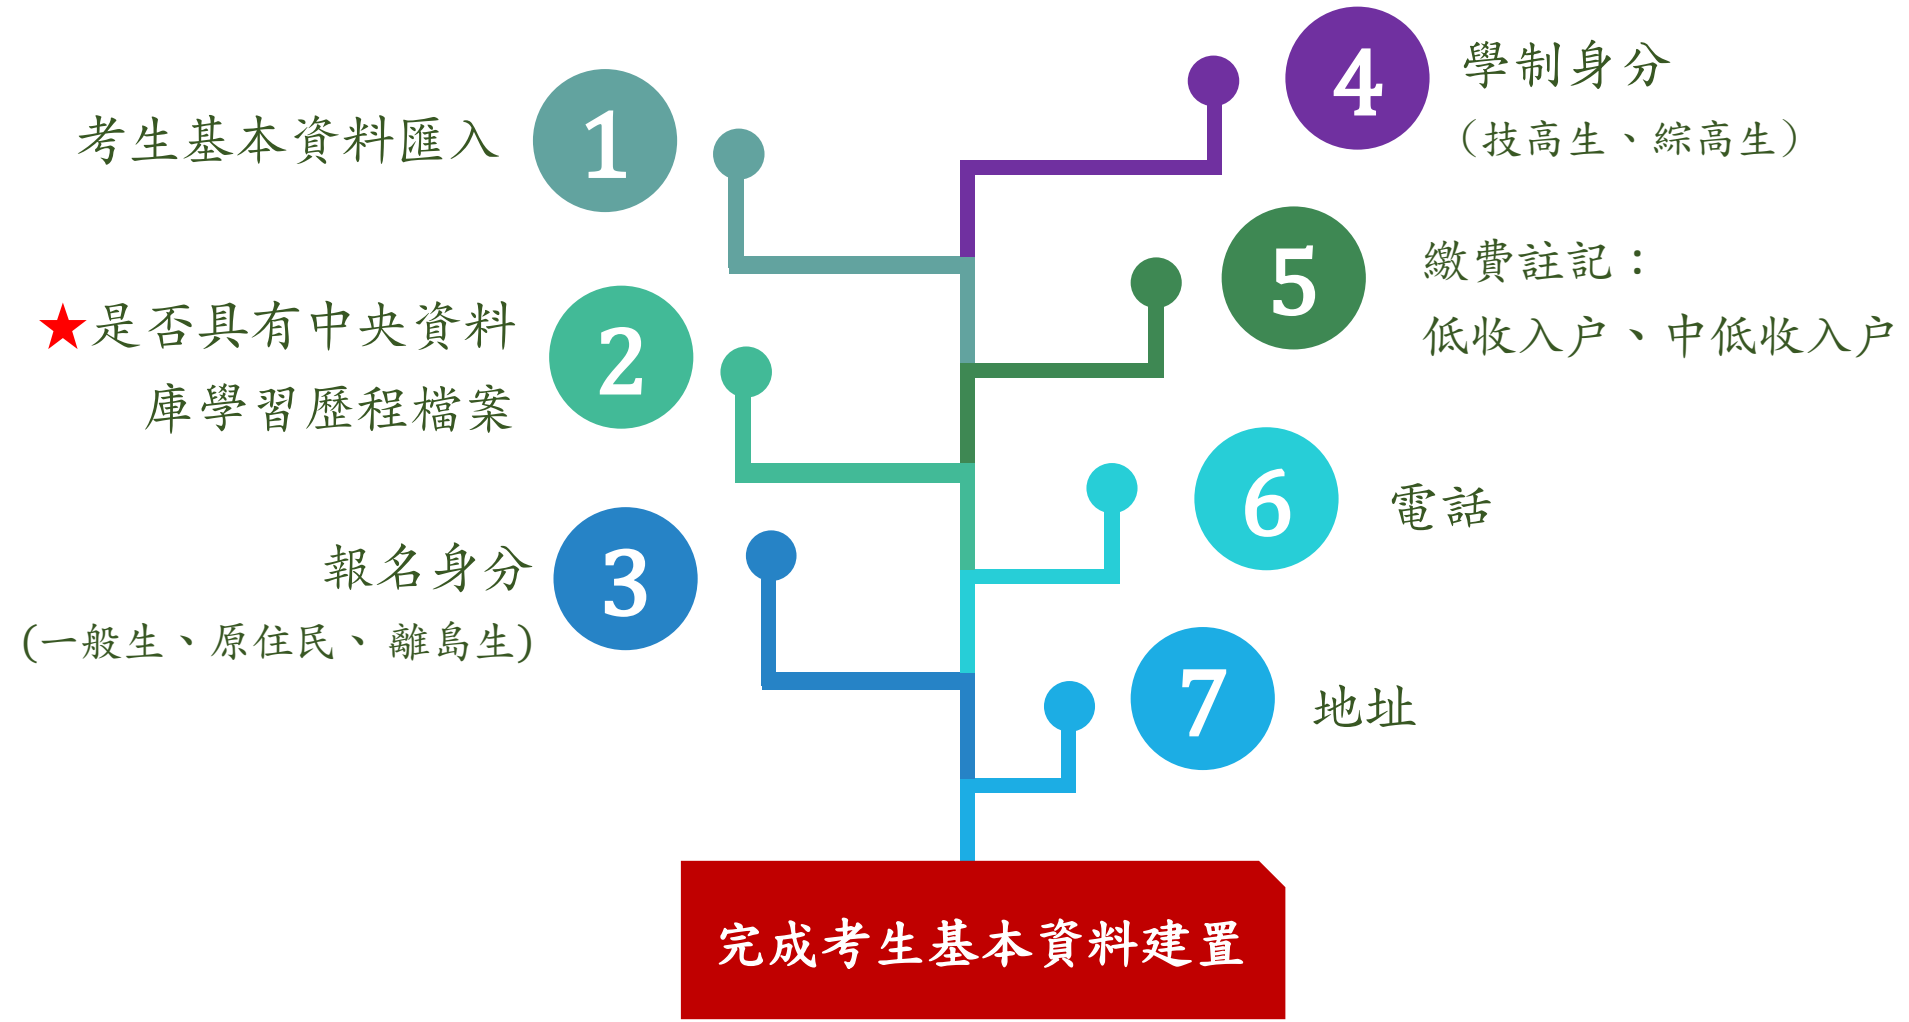 1
考生基本資料匯入
2
★是否具有中央資料
庫學習歷程檔案
3
報名身分
(一般生、原住民、離島生)
4
學制身分
（技高生、綜高生）
5
繳費註記：
低收入戶、中低收入戶
6
電話
7
地址
完成考生基本資料建置